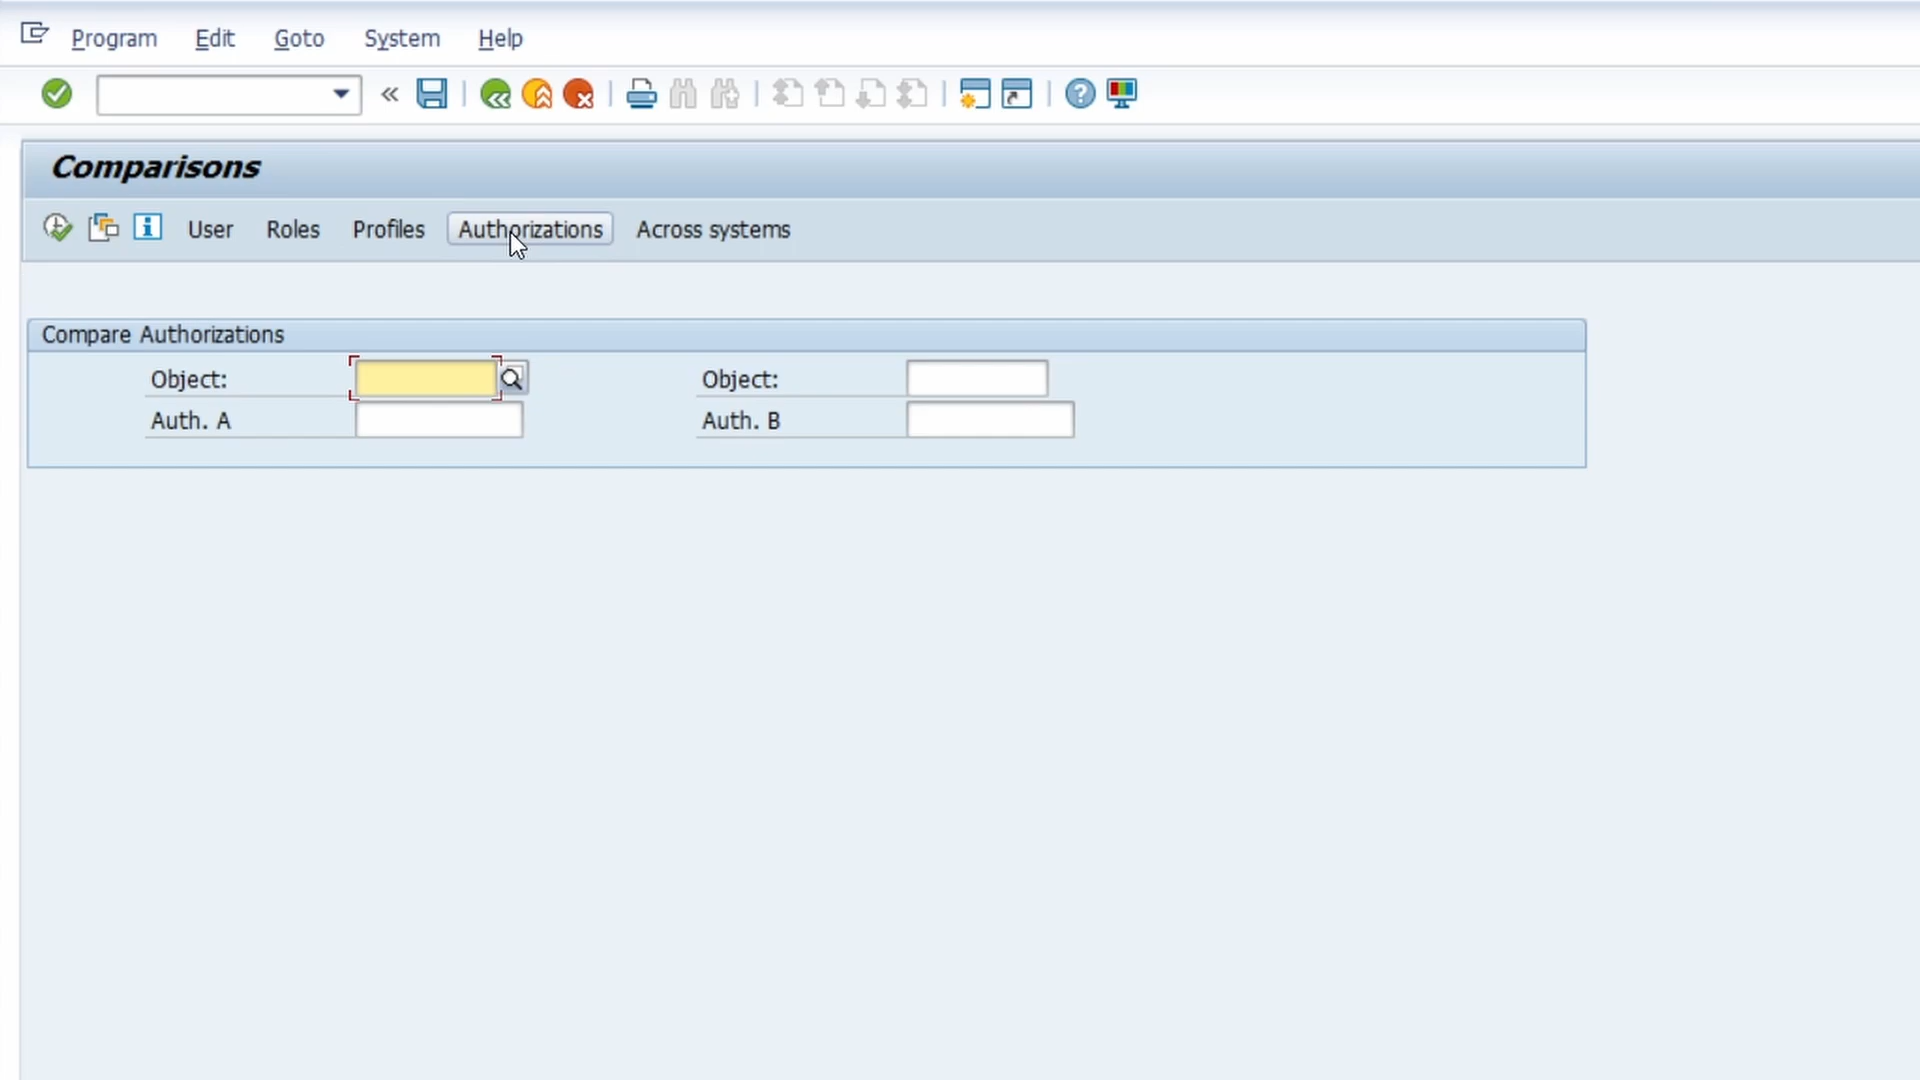 Program Edit Goto System Help
Comparisons
User Roles Profiles Authorizations Across systems
Compare Authorizations
Object: Object:
Auth. A Auth. B